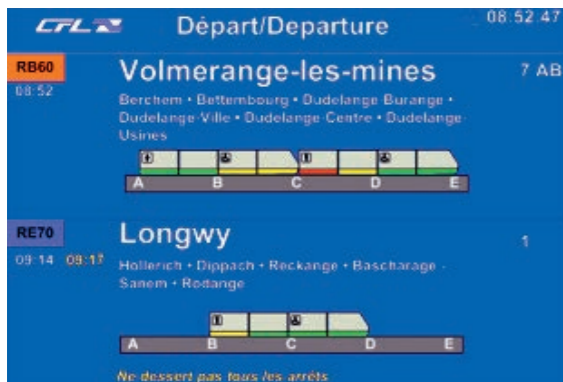 CFL Départ/Departure 08:52:47
RB60 Volmerange-les-mines 7 AB
08:52
Berchem • Bettembourg • Dudelange-Burange •
Dudelange-Ville • Dudelange-Centre • Dudelange-
Usines
A B C D E
RE70 Longwy 1
09:14 09:17
Hollerich • Dippach • Reckange • Bascharage -
Sanem • Rodange
A B C D E
Ne dessert pas tous les arrêts